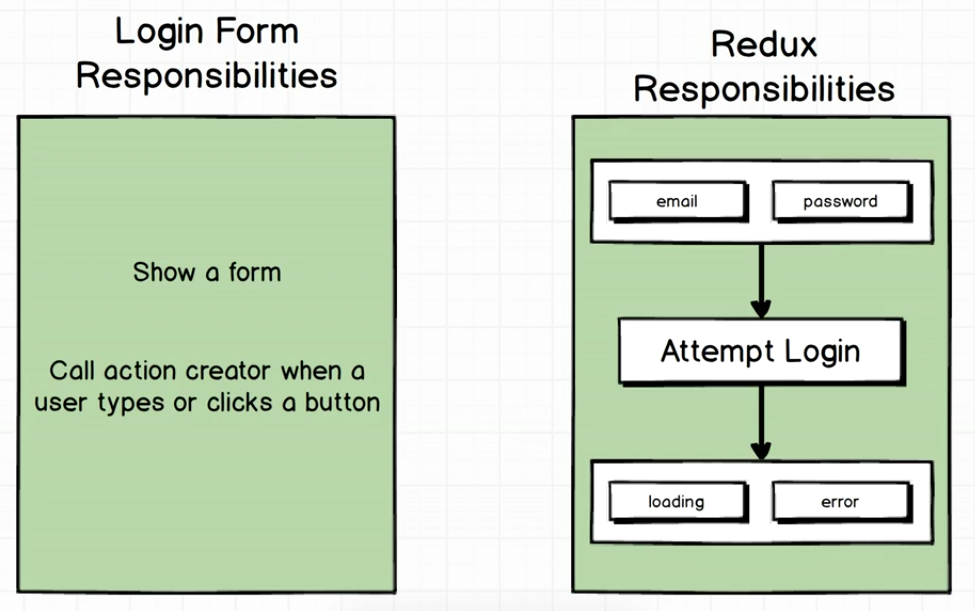 Login Form
Responsibilities
Show a form
Call action creator when a
user types or clicks a button
Redux
Responsibilities
email
password
Attempt Login
loading
error